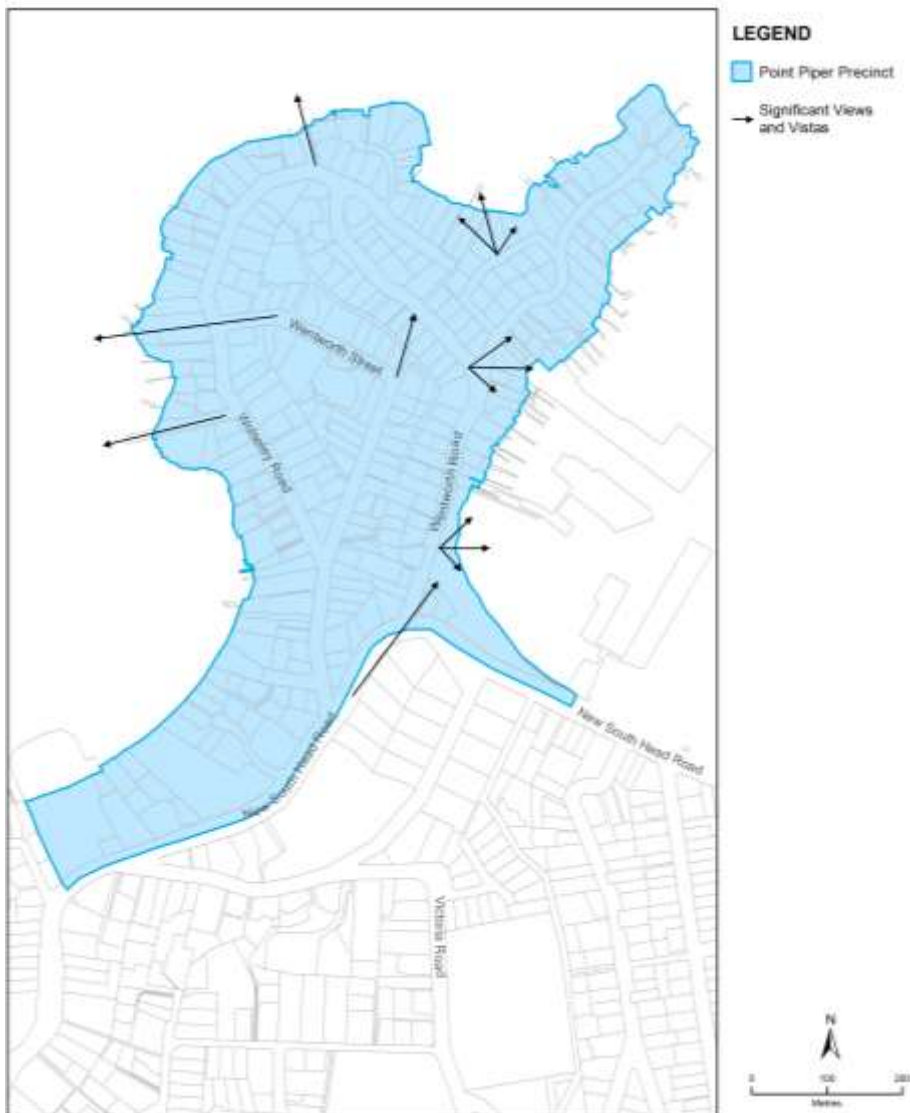 LEGEND
Point Piper Precinct
Significant Views
and Vistas
Wentworth Street
Wolseley Road
Wentworth Road
New South Head Road
New South Head Road
Victoria Road
N
0 100 200
Metres